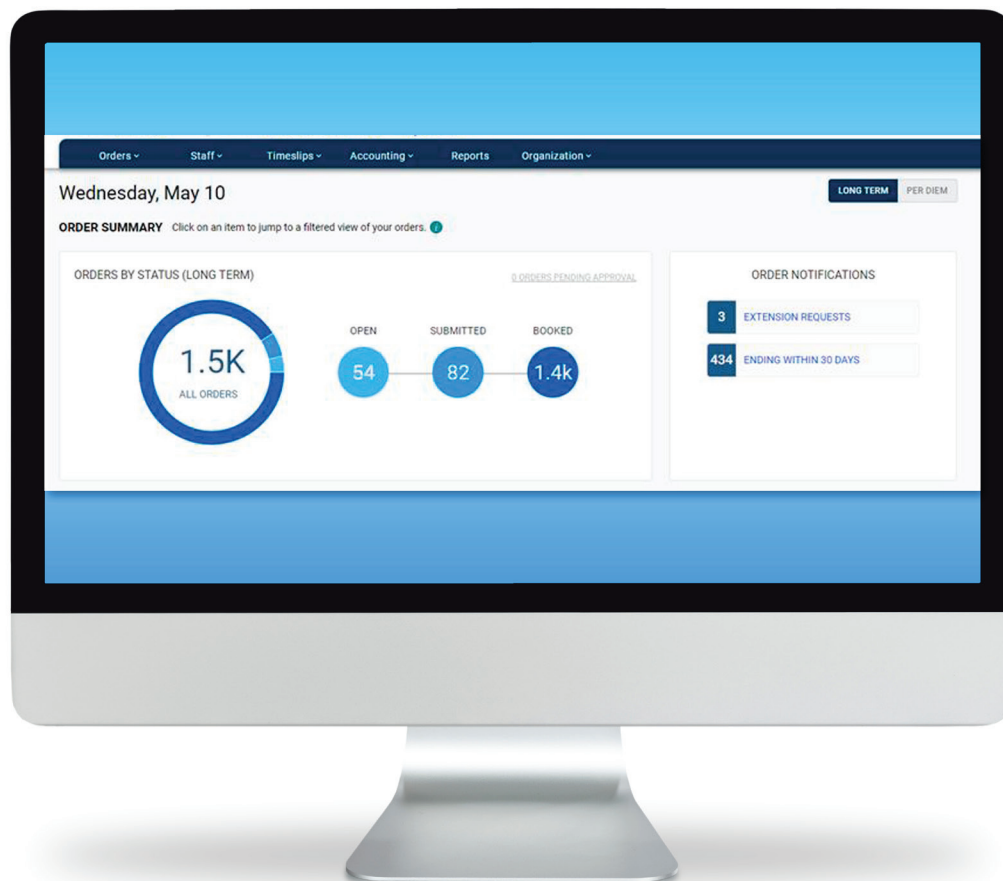 Orders Staff Timeslips Accounting Reports Organization
Wednesday, May 10
LONG TERM PER DIEM
ORDER SUMMARY Click on an item to jump to a filtered view of your orders. i
ORDERS BY STATUS (LONG TERM)
0 ORDERS PENDING APPROVAL
1.5K
ALL ORDERS
OPEN SUBMITTED BOOKED
54 82 1.4k
ORDER NOTIFICATIONS
3 EXTENSION REQUESTS
434 ENDING WITHIN 30 DAYS